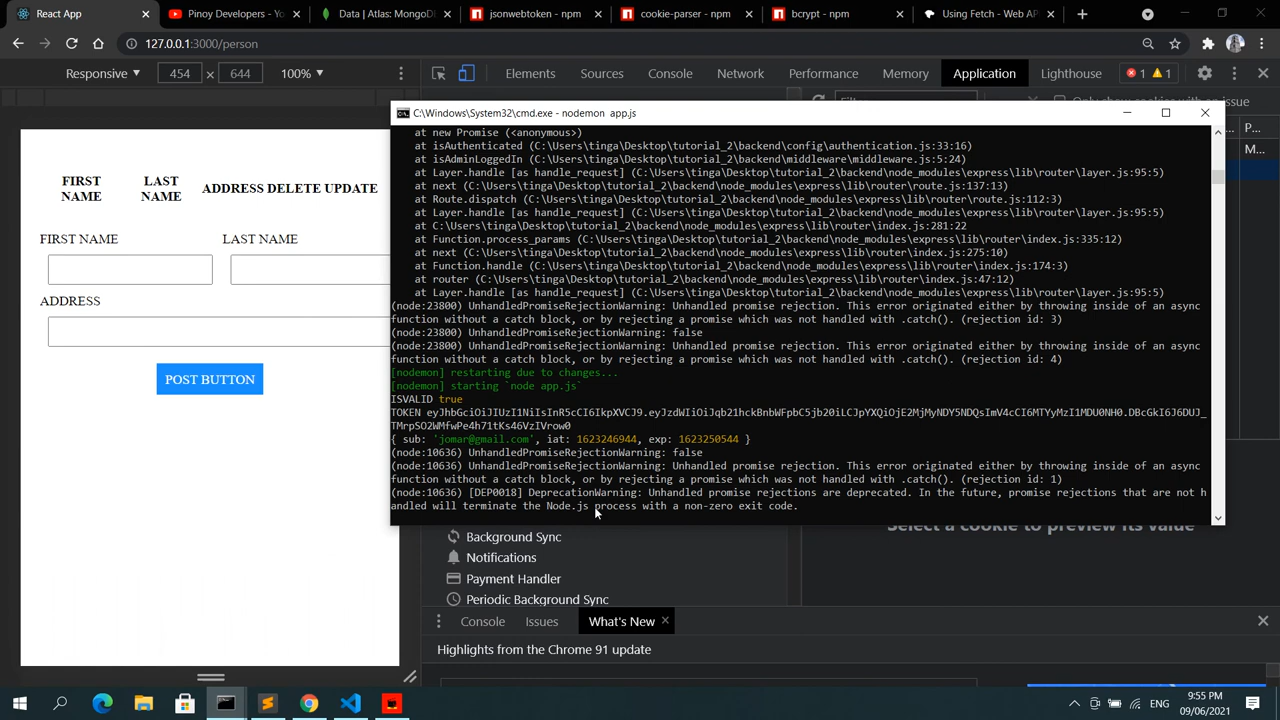 React App
Pinoy Developers - Yo
Data | Atlas: MongoDB
jsonwebtoken - npm
cookie-parser - npm
bcrypt - npm
Using Fetch - Web AP
127.0.0.1:3000/person
Responsive
454
x
644
100%
Elements
Sources
Console
Network
Performance
Memory
Application
Lighthouse
1
1
Only show cookies with an issue
P...
M...
C:\Windows\System32\cmd.exe - nodemon app.js
at new Promise (<anonymous>)
at isAuthenticated (C:\Users\tinga\Desktop\tutorial_2\backend\config\authentication.js:33:16)
at isAdminLoggedIn (C:\Users\tinga\Desktop\tutorial_2\backend\middleware\middleware.js:5:24)
at Layer.handle [as handle_request] (C:\Users\tinga\Desktop\tutorial_2\backend\node_modules\express\lib\router\layer.js:95:5)
at next (C:\Users\tinga\Desktop\tutorial_2\backend\node_modules\express\lib\router\route.js:137:13)
at Route.dispatch (C:\Users\tinga\Desktop\tutorial_2\backend\node_modules\express\lib\router\route.js:112:3)
at Layer.handle [as handle_request] (C:\Users\tinga\Desktop\tutorial_2\backend\node_modules\express\lib\router\layer.js:95:5)
at C:\Users\tinga\Desktop\tutorial_2\backend\node_modules\express\lib\router\index.js:281:22
at Function.process_params (C:\Users\tinga\Desktop\tutorial_2\backend\node_modules\express\lib\router\index.js:335:12)
at next (C:\Users\tinga\Desktop\tutorial_2\backend\node_modules\express\lib\router\index.js:275:10)
at Function.handle (C:\Users\tinga\Desktop\tutorial_2\backend\node_modules\express\lib\router\index.js:174:3)
at router (C:\Users\tinga\Desktop\tutorial_2\backend\node_modules\express\lib\router\index.js:47:12)
at Layer.handle [as handle_request] (C:\Users\tinga\Desktop\tutorial_2\backend\node_modules\express\lib\router\layer.js:95:5)
(node:23800) UnhandledPromiseRejectionWarning: Unhandled promise rejection. This error originated either by throwing inside of an async
function without a catch block, or by rejecting a promise which was not handled with .catch(). (rejection id: 3)
(node:23800) UnhandledPromiseRejectionWarning: false
(node:23800) UnhandledPromiseRejectionWarning: Unhandled promise rejection. This error originated either by throwing inside of an async
function without a catch block, or by rejecting a promise which was not handled with .catch(). (rejection id: 4)
[nodemon] restarting due to changes...
[nodemon] starting `node app.js`
ISVALID true
TOKEN
{ sub: 'jomar@gmail.com', iat: 1623246944, exp: 1623250544 }
(node:10636) UnhandledPromiseRejectionWarning: false
(node:10636) UnhandledPromiseRejectionWarning: Unhandled promise rejection. This error originated either by throwing inside of an async
function without a catch block, or by rejecting a promise which was not handled with .catch(). (rejection id: 1)
(node:10636) [DEP0018] DeprecationWarning: Unhandled promise rejections are deprecated. In the future, promise rejections that are not h
andled will terminate the Node.js process with a non-zero exit code.
FIRST
NAME
LAST
NAME
ADDRESS DELETE UPDATE
FIRST NAME
LAST NAME
ADDRESS
POST BUTTON
Select a cookie to preview its value
Background Sync
Notifications
Payment Handler
Periodic Background Sync
Console
Issues
What's New
Highlights from the Chrome 91 update
ENG
9:55 PM
09/06/2021